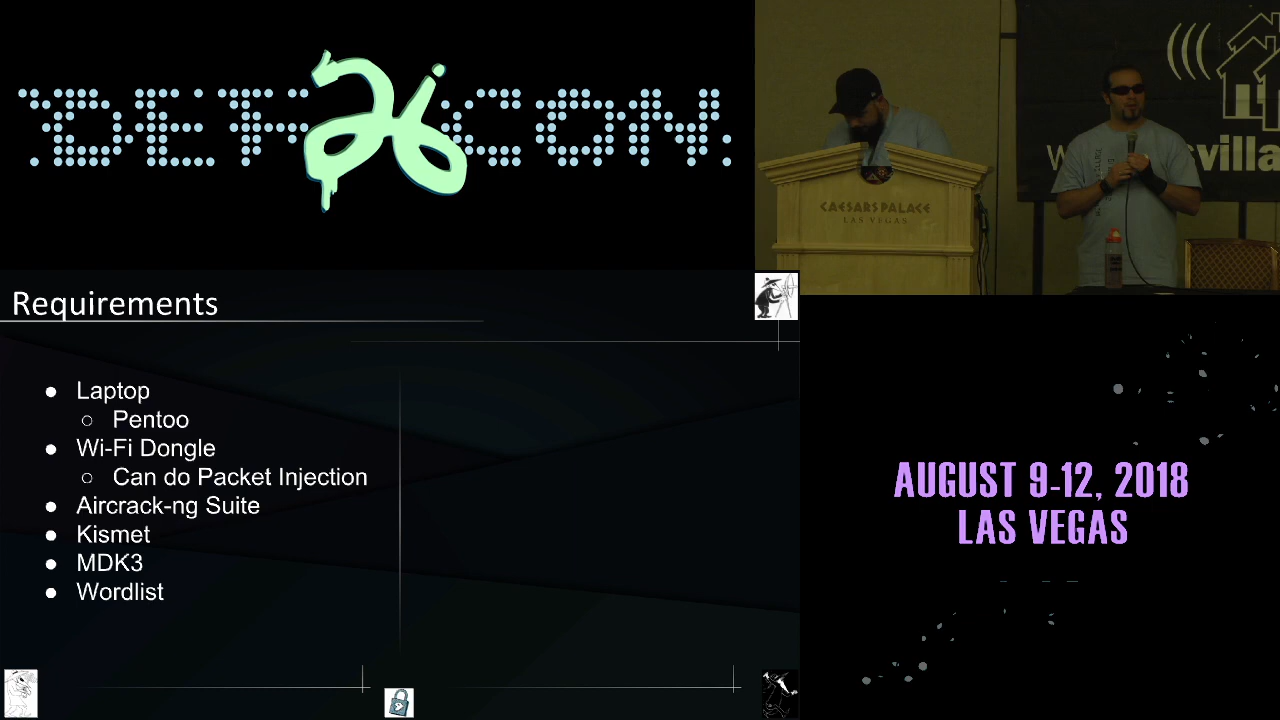 DEF CON 26
CAESARS PALACE
LAS VEGAS
Requirements
Laptop
Pentoo
Wi-Fi Dongle
Can do Packet Injection
Aircrack-ng Suite
Kismet
MDK3
Wordlist
AUGUST 9-12, 2018
LAS VEGAS